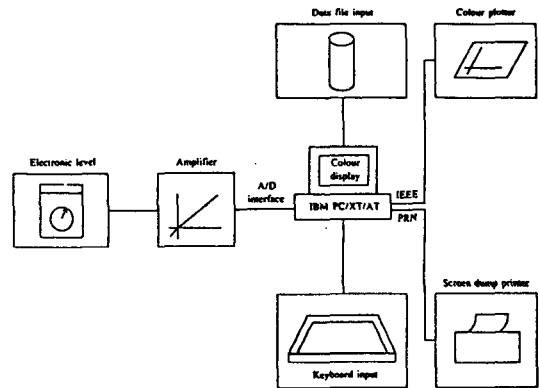 Data file input
Colour plotter
Electronic level
Amplifier
A/D
interface
Colour
display
IBM PC/XT/AT
IEEE
PRN
Screen dump printer
Keyboard input